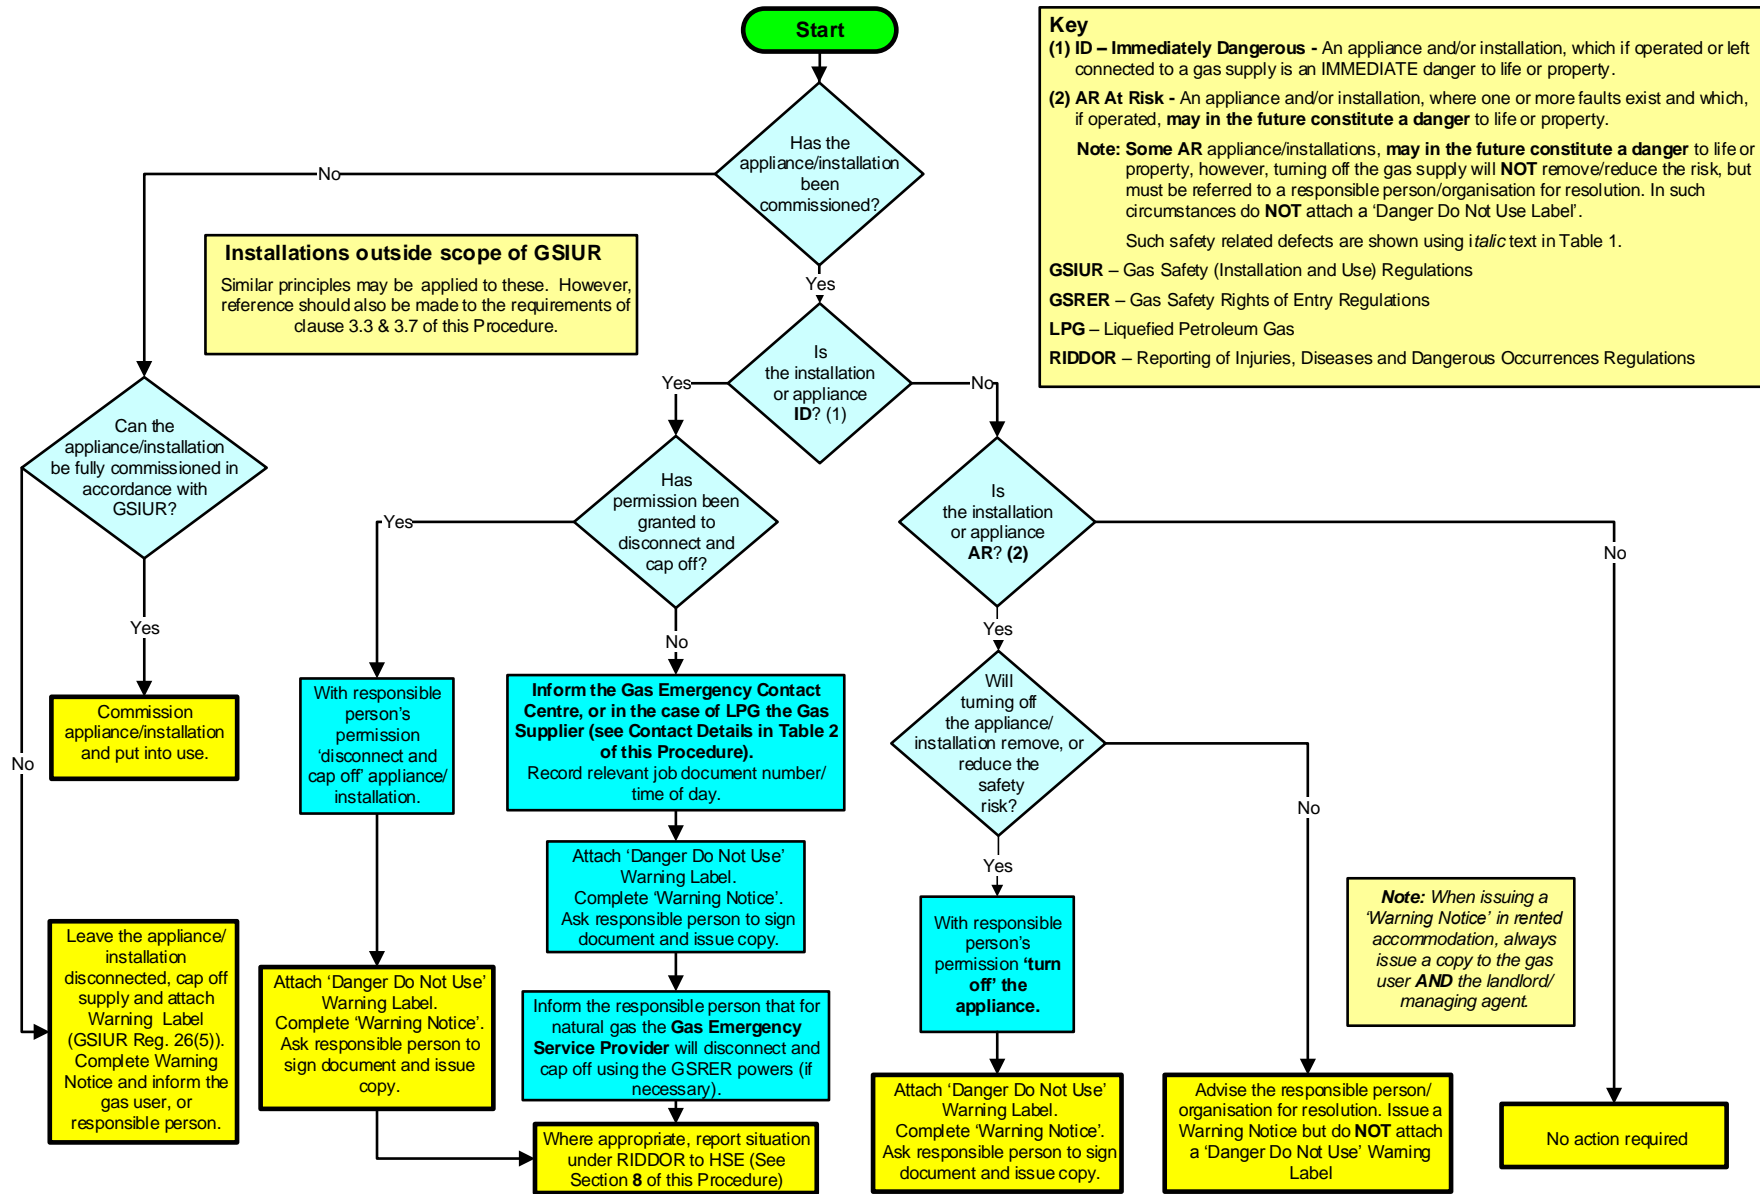 Start
Key
(1) ID – Immediately Dangerous - An appliance and/or installation, which if operated or left
connected to a gas supply is an IMMEDIATE danger to life or property.
(2) AR At Risk - An appliance and/or installation, where one or more faults exist and which,
if operated, may in the future constitute a danger to life or property.
Note: Some AR appliance/installations, may in the future constitute a danger to life or
property, however, turning off the gas supply will NOT remove/reduce the risk, but
must be referred to a responsible person/organisation for resolution. In such
circumstances do NOT attach a ‘Danger Do Not Use Label’.
Such safety related defects are shown using italic text in Table 1.
GSIUR – Gas Safety (Installation and Use) Regulations
GSRER – Gas Safety Rights of Entry Regulations
LPG – Liquefied Petroleum Gas
RIDDOR – Reporting of Injuries, Diseases and Dangerous Occurrences Regulations
Has the
appliance/installation
been
commissioned?
No
Yes
Installations outside scope of GSIUR
Similar principles may be applied to these. However,
reference should also be made to the requirements of
clause 3.3 & 3.7 of this Procedure.
Is
the installation
or appliance
ID? (1)
Yes
No
Can the
appliance/installation
be fully commissioned in
accordance with
GSIUR?
Yes
No
Has
permission been
granted to
disconnect and
cap off?
Yes
No
Is
the installation
or appliance
AR? (2)
Yes
No
Commission
appliance/installation
and put into use.
With responsible
person’s
permission
‘disconnect and
cap off’ appliance/
installation.
Inform the Gas Emergency Contact
Centre, or in the case of LPG the Gas
Supplier (see Contact Details in Table 2
of this Procedure).
Record relevant job document number/
time of day.
Will
turning off
the appliance/
installation remove, or
reduce the
safety
risk?
Yes
No
Attach ‘Danger Do Not Use’
Warning Label.
Complete ‘Warning Notice’.
Ask responsible person to sign
document and issue copy.
Leave the appliance/
installation
disconnected, cap off
supply and attach
Warning Label
(GSIUR Reg. 26(5)).
Complete Warning
Notice and inform the
gas user, or
responsible person.
Attach ‘Danger Do Not Use’
Warning Label.
Complete ‘Warning Notice’.
Ask responsible person to
sign document and issue
copy.
Inform the responsible person that for
natural gas the Gas Emergency
Service Provider will disconnect and
cap off using the GSRER powers (if
necessary).
With responsible
person’s
permission ‘turn
off’ the
appliance.
Note: When issuing a
‘Warning Notice’ in rented
accommodation, always
issue a copy to the gas
user AND the landlord/
managing agent.
Where appropriate, report situation
under RIDDOR to HSE (See
Section 8 of this Procedure)
Attach ‘Danger Do Not Use’
Warning Label.
Complete ‘Warning Notice’.
Ask responsible person to sign
document and issue copy.
Advise the responsible person/
organisation for resolution. Issue a
Warning Notice but do NOT attach
a ‘Danger Do Not Use’ Warning
Label
No action required